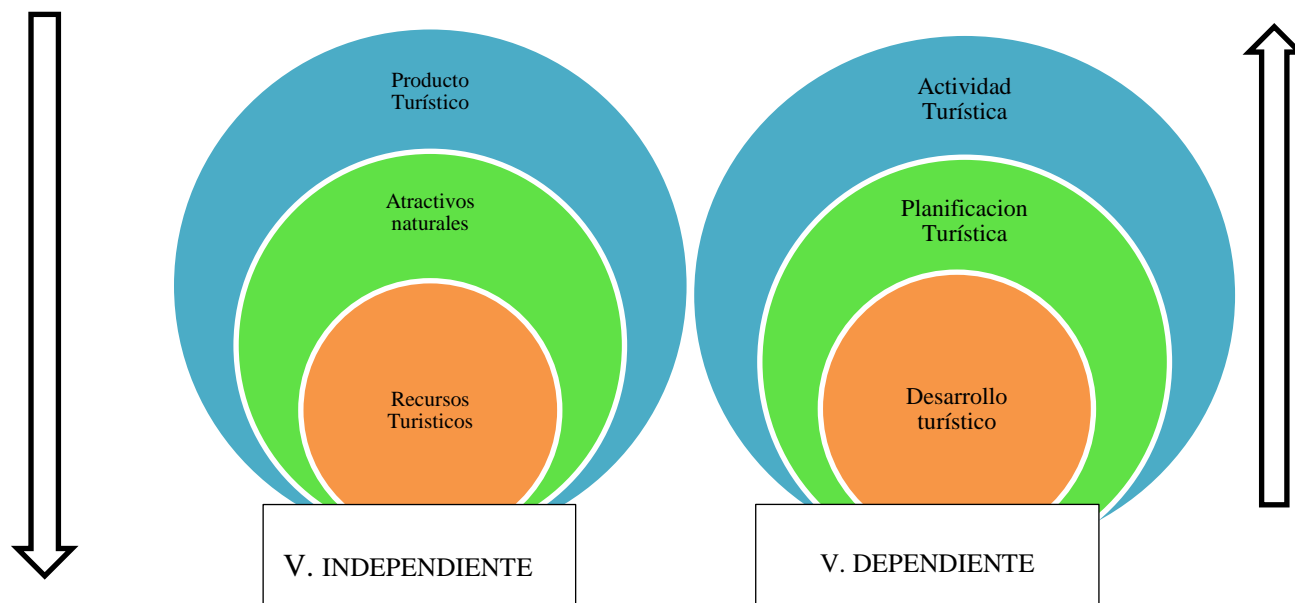 Producto
Turístico
Atractivos
naturales
Recursos
Turisticos
V. INDEPENDIENTE
Actividad
Turística
Planificacion
Turística
Desarrollo
turístico
V. DEPENDIENTE